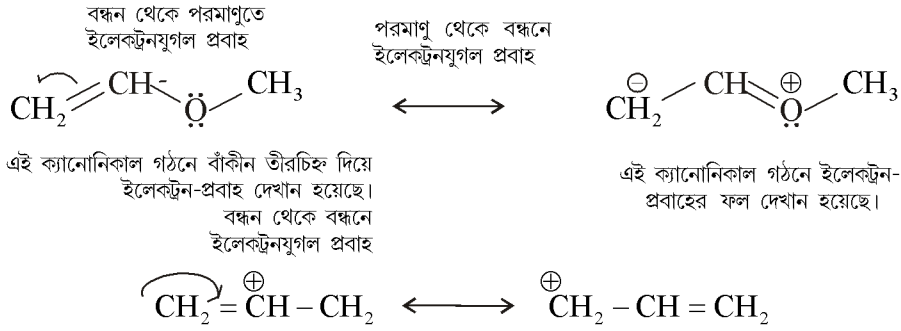 বন্ধন থেকে পরমাণুতে
ইলেকট্রনযুগল প্রবাহ
পরমাণু থেকে বন্ধনে
ইলেকট্রনযুগল প্রবাহ
CH₂=CH-Ö-CH₃ ⟷ CH₂⊖-CH=O⊕-CH₃
এই ক্যানোনিকাল গঠনে বাঁকীন তীরচিহ্ন দিয়ে
ইলেকট্রন-প্রবাহ দেখান হয়েছে।
এই ক্যানোনিকাল গঠনে ইলেকট্রন-
প্রবাহের ফল দেখান হয়েছে।
বন্ধন থেকে বন্ধনে
ইলেকট্রনযুগল প্রবাহ
CH₂ = ⊕CH – CH₂ ⟷ ⊕CH₂ – CH = CH₂